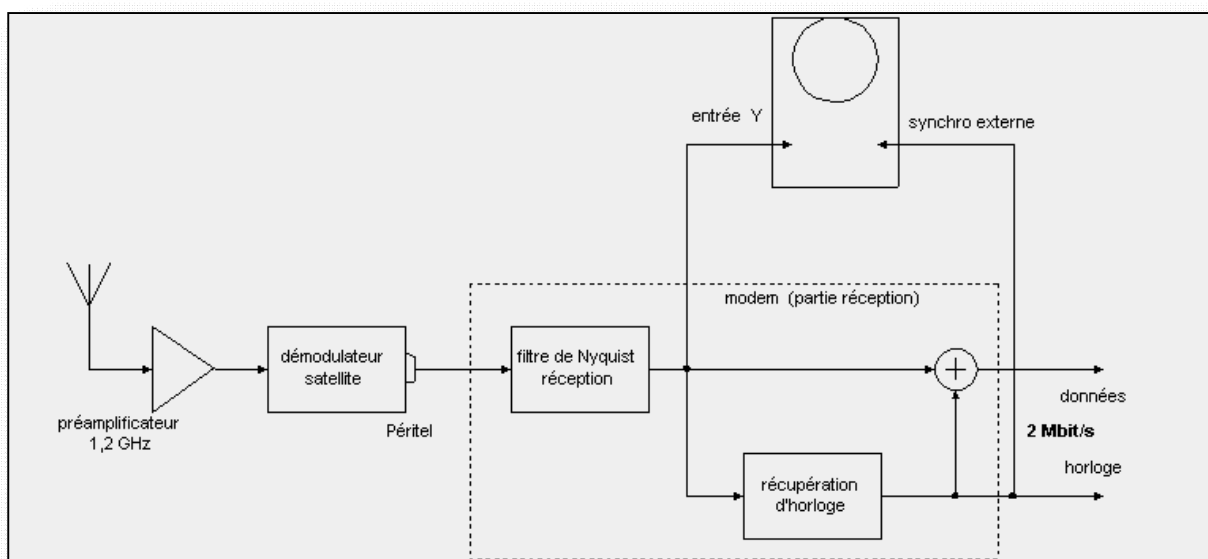 entrée Y
synchro externe
modem (partie réception)
démodulateur
satellite
filtre de Nyquist
réception
préamplificateur
1,2 GHz
Péritel
données
2 Mbit/s
horloge
récupération
d'horloge